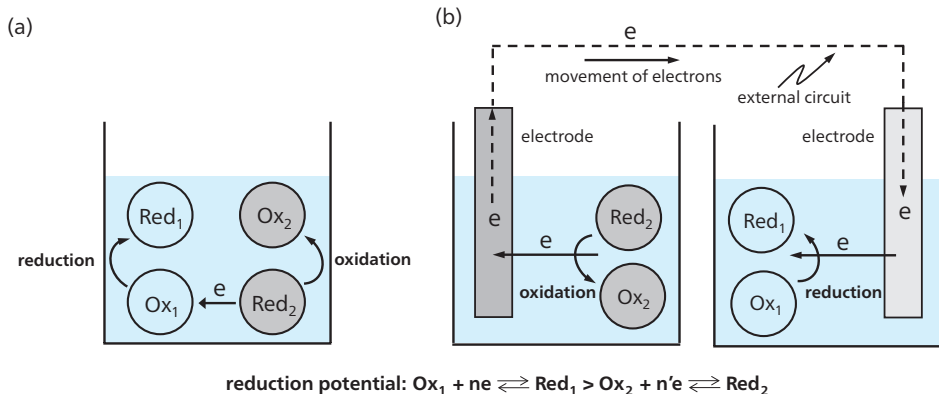 (a)
Red₁
Ox₂
reduction
oxidation
Ox₁
e
Red₂
(b)
e
movement of electrons
external circuit
electrode
electrode
e
e
Red₂
oxidation
Ox₂
Red₁
e
e
reduction
Ox₁
reduction potential: Ox₁ + ne ⇌ Red₁ > Ox₂ + n'e ⇌ Red₂